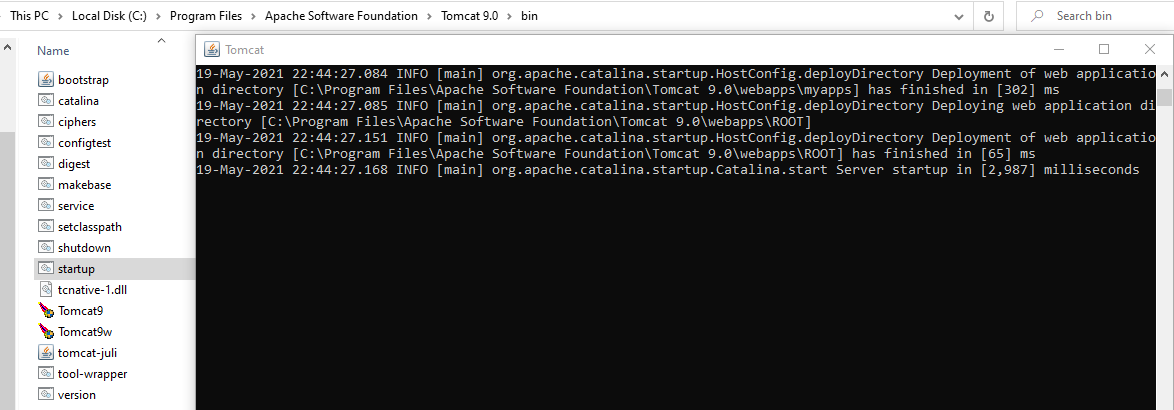 This PC > Local Disk (C:) > Program Files > Apache Software Foundation > Tomcat 9.0 > bin
Search bin
Name
bootstrap
catalina
ciphers
configtest
digest
makebase
service
setclasspath
shutdown
startup
tcnative-1.dll
Tomcat9
Tomcat9w
tomcat-juli
tool-wrapper
version
Tomcat
19-May-2021 22:44:27.084 INFO [main] org.apache.catalina.startup.HostConfig.deployDirectory Deployment of web applicatio
n directory [C:\Program Files\Apache Software Foundation\Tomcat 9.0\webapps\myapps] has finished in [302] ms
19-May-2021 22:44:27.085 INFO [main] org.apache.catalina.startup.HostConfig.deployDirectory Deploying web application di
rectory [C:\Program Files\Apache Software Foundation\Tomcat 9.0\webapps\ROOT]
19-May-2021 22:44:27.151 INFO [main] org.apache.catalina.startup.HostConfig.deployDirectory Deployment of web applicatio
n directory [C:\Program Files\Apache Software Foundation\Tomcat 9.0\webapps\ROOT] has finished in [65] ms
19-May-2021 22:44:27.168 INFO [main] org.apache.catalina.startup.Catalina.start Server startup in [2,987] milliseconds